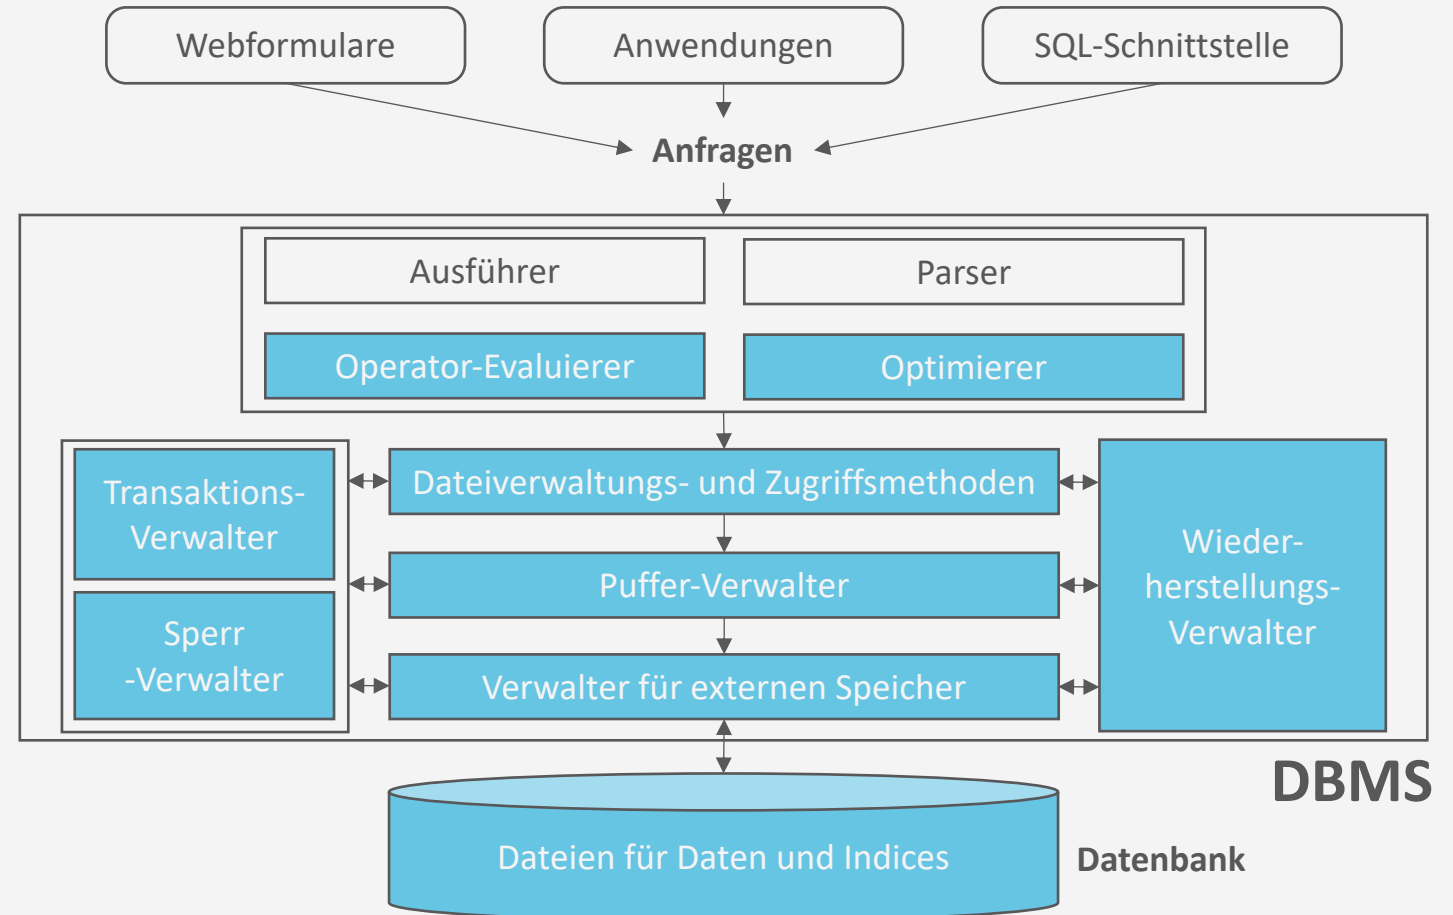 Webformulare
Anwendungen
SQL-Schnittstelle
Anfragen
Ausführer
Parser
Operator-Evaluierer
Optimierer
Transaktions-
Verwalter
Dateiverwaltungs- und Zugriffsmethoden
Wieder-
herstellungs-
Verwalter
Puffer-Verwalter
Sperr
-Verwalter
Verwalter für externen Speicher
DBMS
Dateien für Daten und Indices
Datenbank